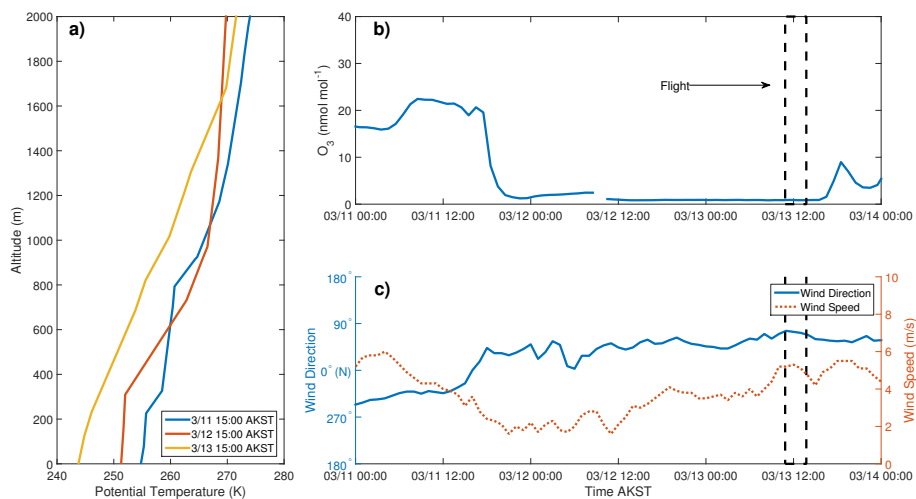 a)
2000
1800
1600
1400
1200
1000
800
600
400
200
0
Altitude (m)
240
250
260
270
280
Potential Temperature (K)
3/11 15:00 AKST
3/12 15:00 AKST
3/13 15:00 AKST
b)
40
30
20
10
0
O₃ (nmol mol⁻¹)
Flight
03/11 00:00
03/11 12:00
03/12 00:00
03/12 12:00
03/13 00:00
03/13 12:00
03/14 00:00
c)
180°
90°
0° (N)
270°
180°
Wind Direction
Wind Direction
Wind Speed
10
8
6
4
2
0
Wind Speed (m/s)
03/11 00:00
03/11 12:00
03/12 00:00
03/12 12:00
03/13 00:00
03/13 12:00
03/14 00:00
Time AKST